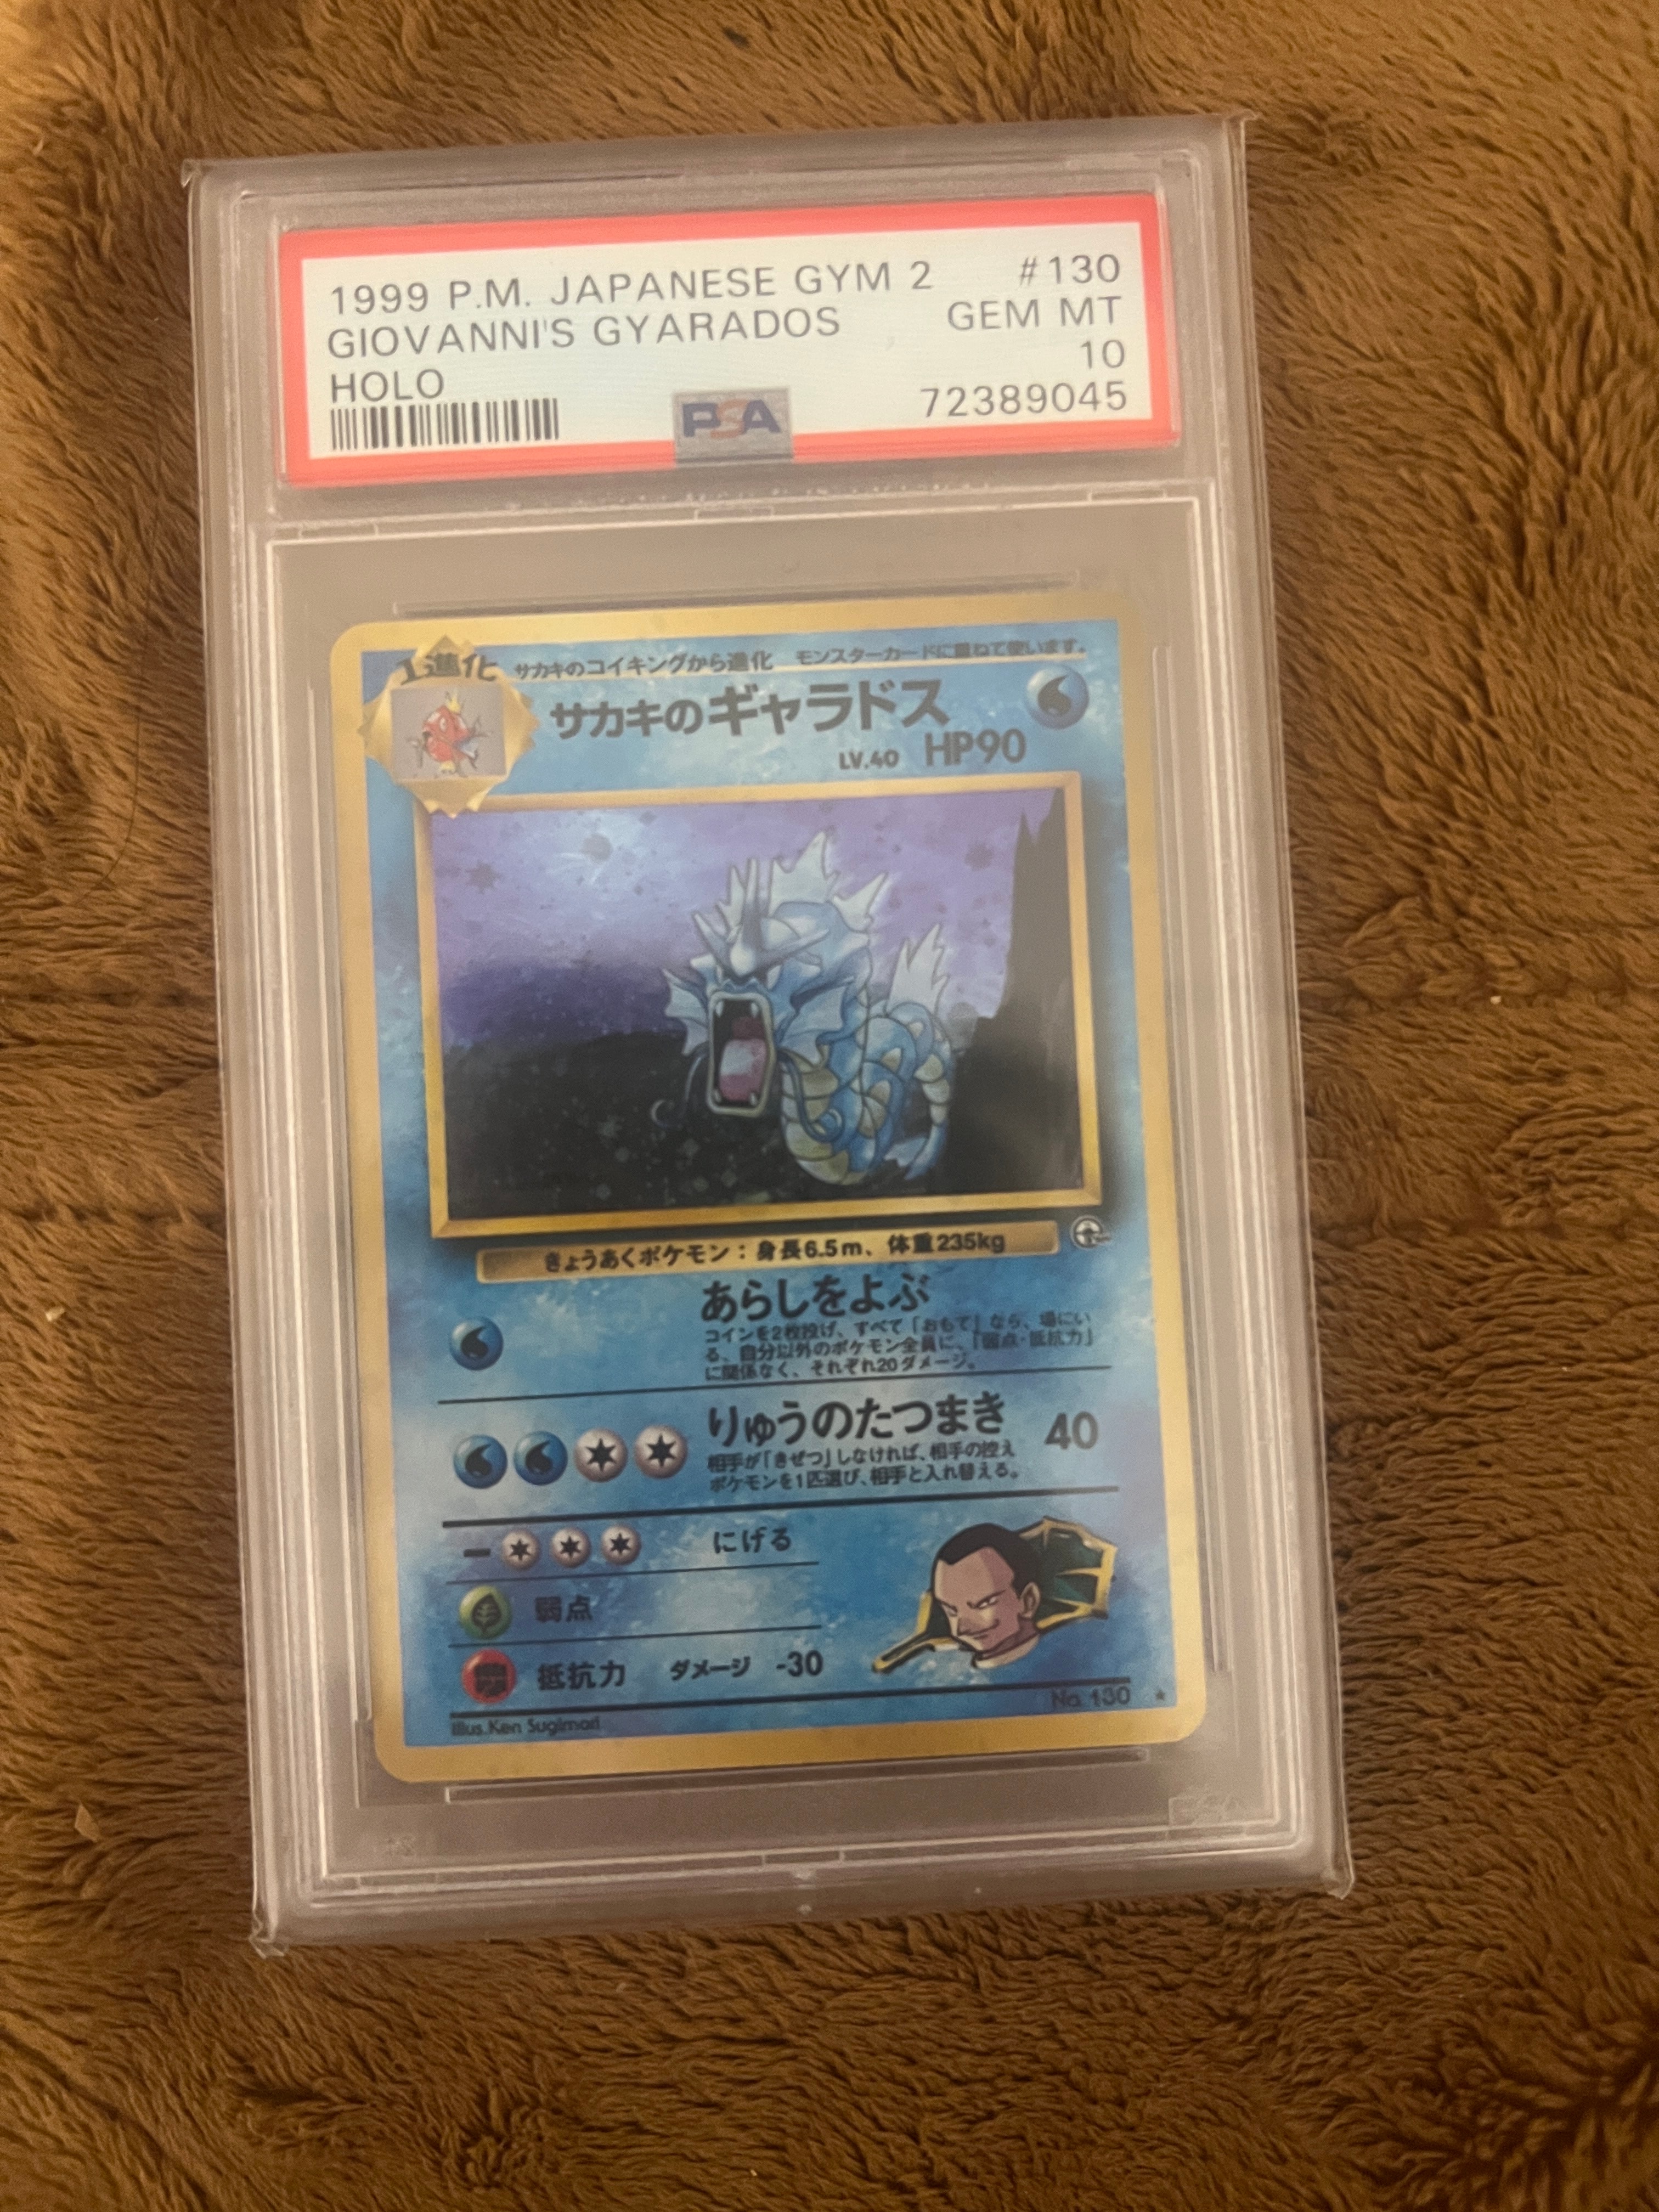 1999 P.M. JAPANESE GYM 2 #130
GIOVANNI'S GYARADOS GEM MT
HOLO 10
72389045
PSA
1進化 サカキのコイキングから進化 モンスターカードに重ねて使います。
サカキのギャラドス
LV.40 HP90
きょうあくポケモン：身長6.5m、体重235kg
あらしをよぶ
コインを2枚投げ、すべて「おもて」なら、場にい
る、自分以外のポケモン全員に、「弱点・抵抗力」
に関係なく、それぞれ20ダメージ。
りゅうのたつまき 40
相手が「きぜつ」しなければ、相手の控え
ポケモンを1匹選び、相手と入れ替える。
にげる
弱点
抵抗力 ダメージ -30
No. 130 ★
Illus. Ken Sugimori